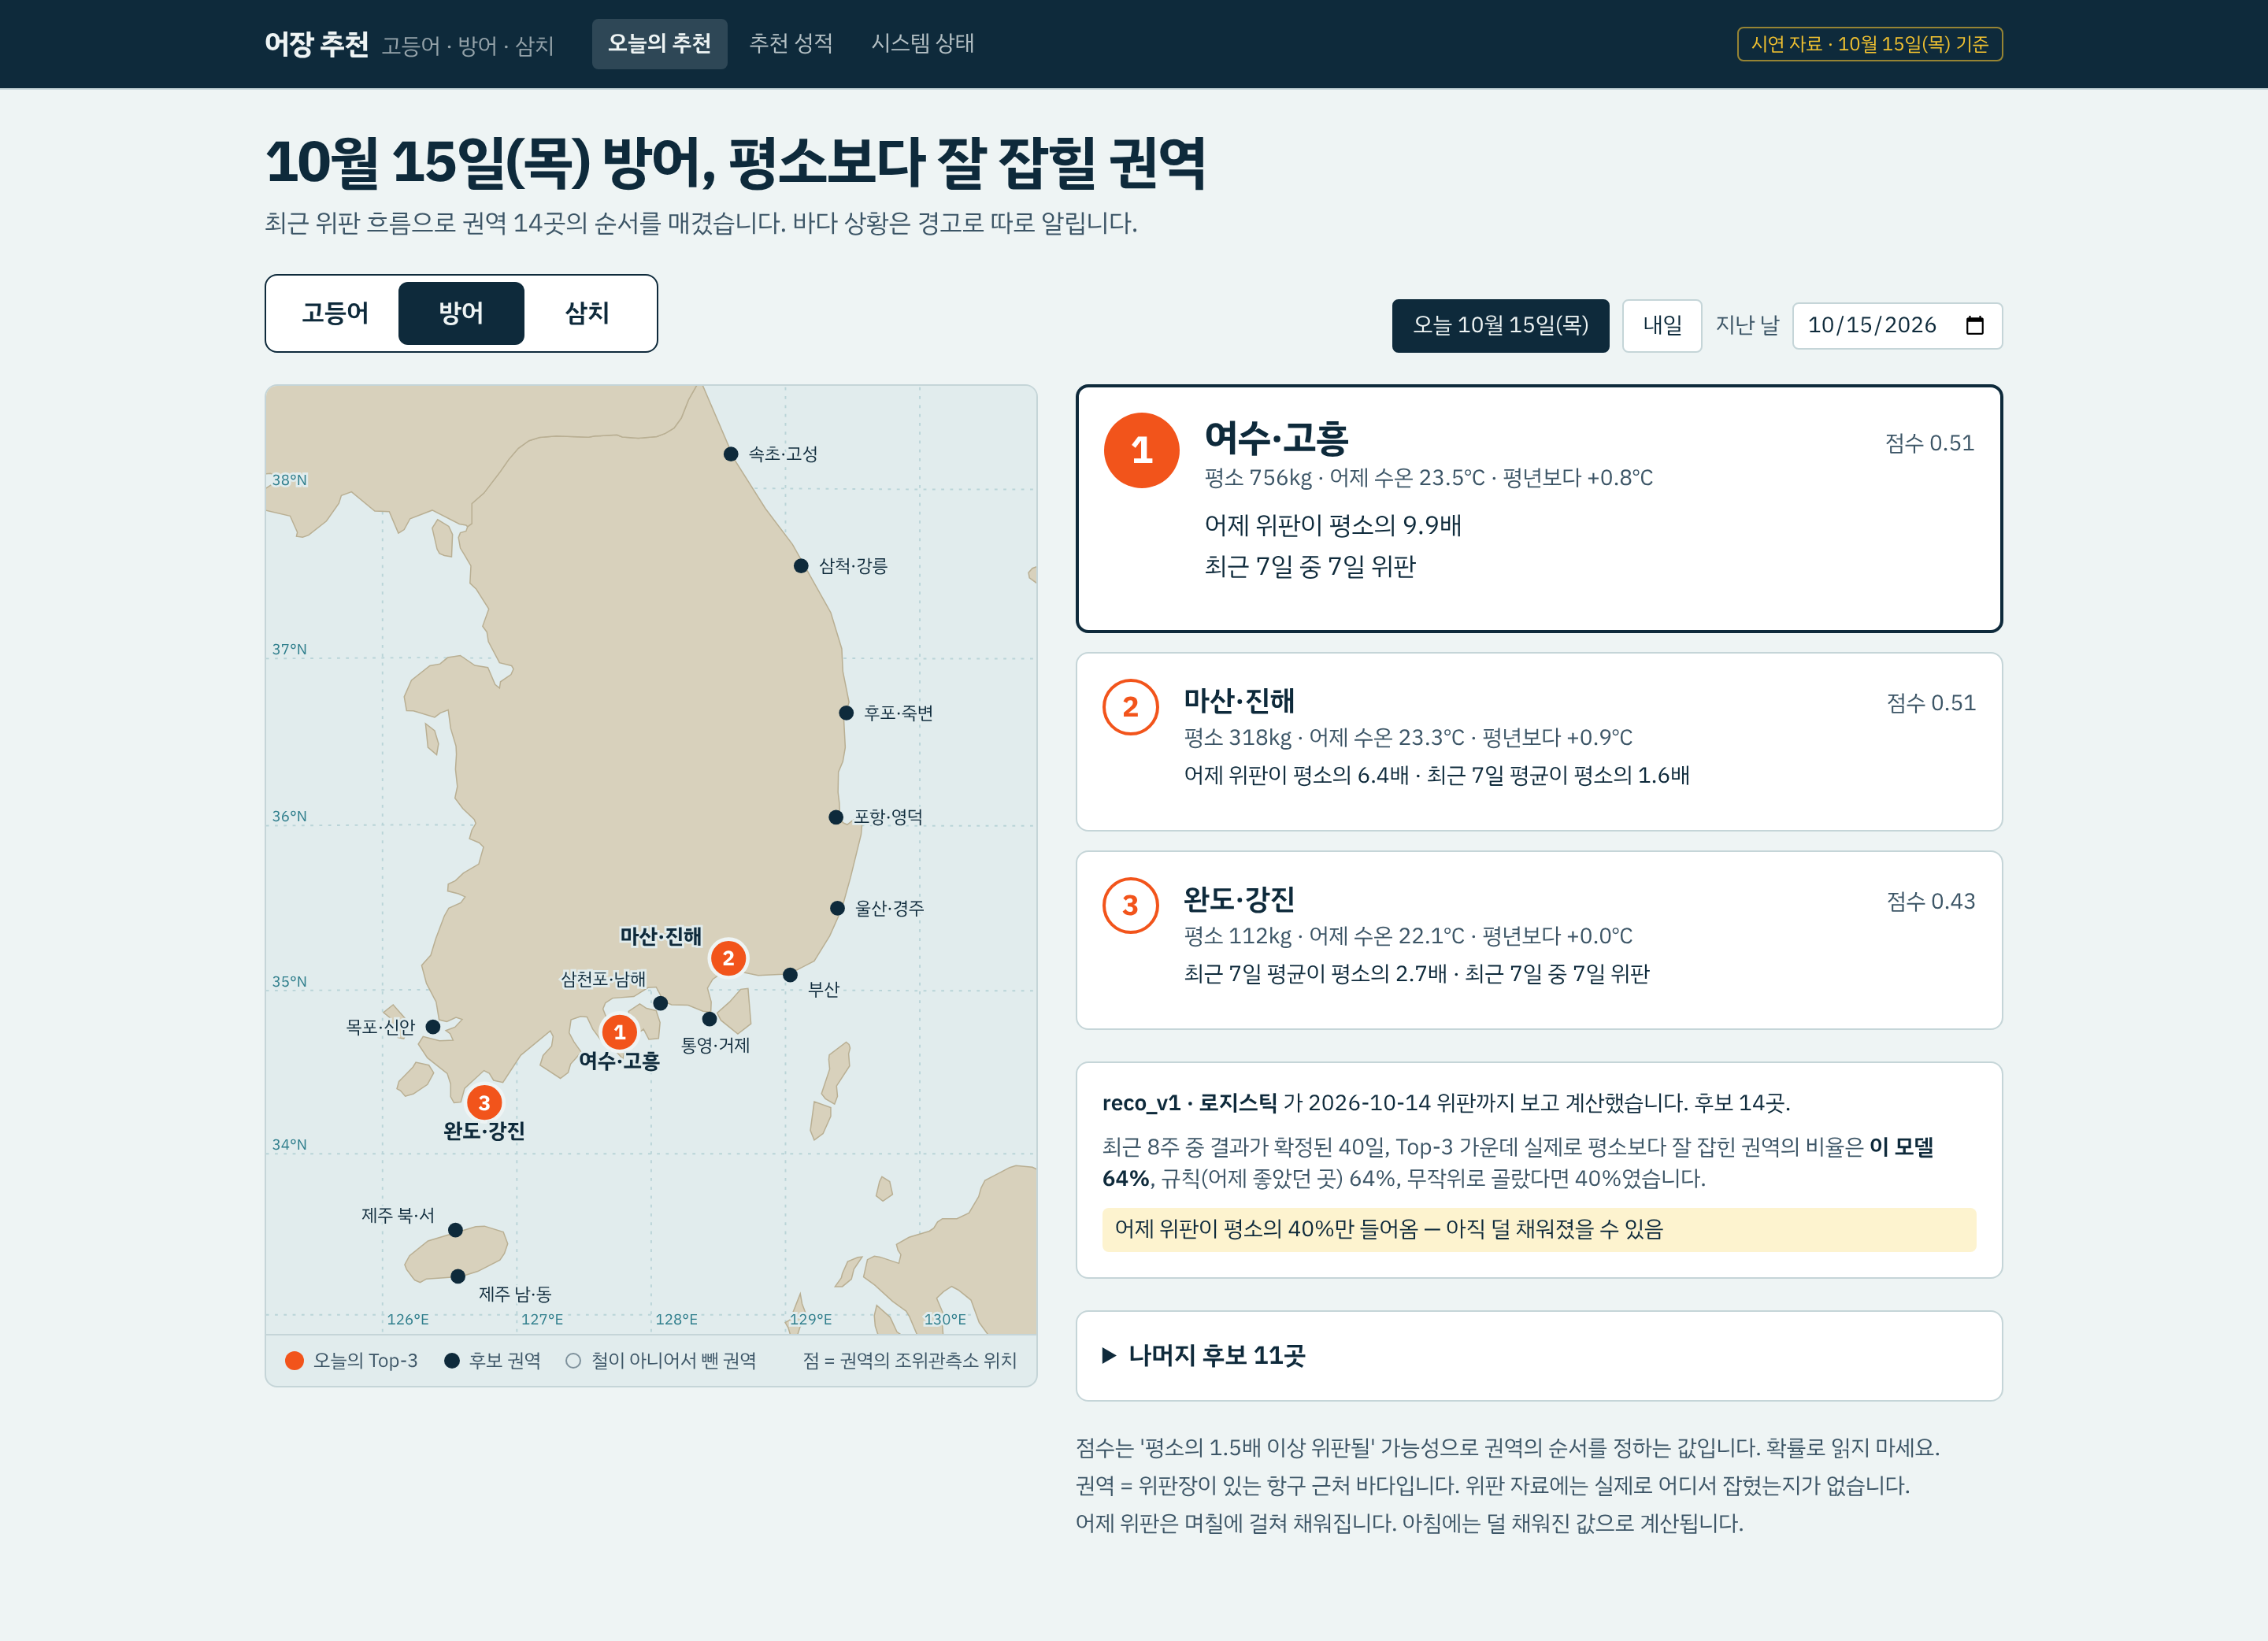 어장 추천 고등어 · 방어 · 삼치 오늘의 추천 추천 성적 시스템 상태 시연 자료 · 10월 15일(목) 기준
10월 15일(목) 방어, 평소보다 잘 잡힐 권역
최근 위판 흐름으로 권역 14곳의 순서를 매겼습니다. 바다 상황은 경고로 따로 알립니다.
고등어 방어 삼치
오늘 10월 15일(목) 내일 지난 날 10/15/2026
속초·고성
38°N
삼척·강릉
37°N
후포·죽변
36°N
포항·영덕
울산·경주
마산·진해
2
삼천포·남해
35°N
부산
목포·신안
1
통영·거제
여수·고흥
3
완도·강진
34°N
제주 북·서
제주 남·동
126°E 127°E 128°E 129°E 130°E
오늘의 Top-3 후보 권역 철이 아니어서 뺀 권역 점 = 권역의 조위관측소 위치
1 여수·고흥 점수 0.51
평소 756kg · 어제 수온 23.5°C · 평년보다 +0.8°C
어제 위판이 평소의 9.9배
최근 7일 중 7일 위판
2 마산·진해 점수 0.51
평소 318kg · 어제 수온 23.3°C · 평년보다 +0.9°C
어제 위판이 평소의 6.4배 · 최근 7일 평균이 평소의 1.6배
3 완도·강진 점수 0.43
평소 112kg · 어제 수온 22.1°C · 평년보다 +0.0°C
최근 7일 평균이 평소의 2.7배 · 최근 7일 중 7일 위판
reco_v1 · 로지스틱 가 2026-10-14 위판까지 보고 계산했습니다. 후보 14곳.
최근 8주 중 결과가 확정된 40일, Top-3 가운데 실제로 평소보다 잘 잡힌 권역의 비율은 이 모델
64%, 규칙(어제 좋았던 곳) 64%, 무작위로 골랐다면 40%였습니다.
어제 위판이 평소의 40%만 들어옴 — 아직 덜 채워졌을 수 있음
▶ 나머지 후보 11곳
점수는 '평소의 1.5배 이상 위판될' 가능성으로 권역의 순서를 정하는 값입니다. 확률로 읽지 마세요.
권역 = 위판장이 있는 항구 근처 바다입니다. 위판 자료에는 실제로 어디서 잡혔는지가 없습니다.
어제 위판은 며칠에 걸쳐 채워집니다. 아침에는 덜 채워진 값으로 계산됩니다.